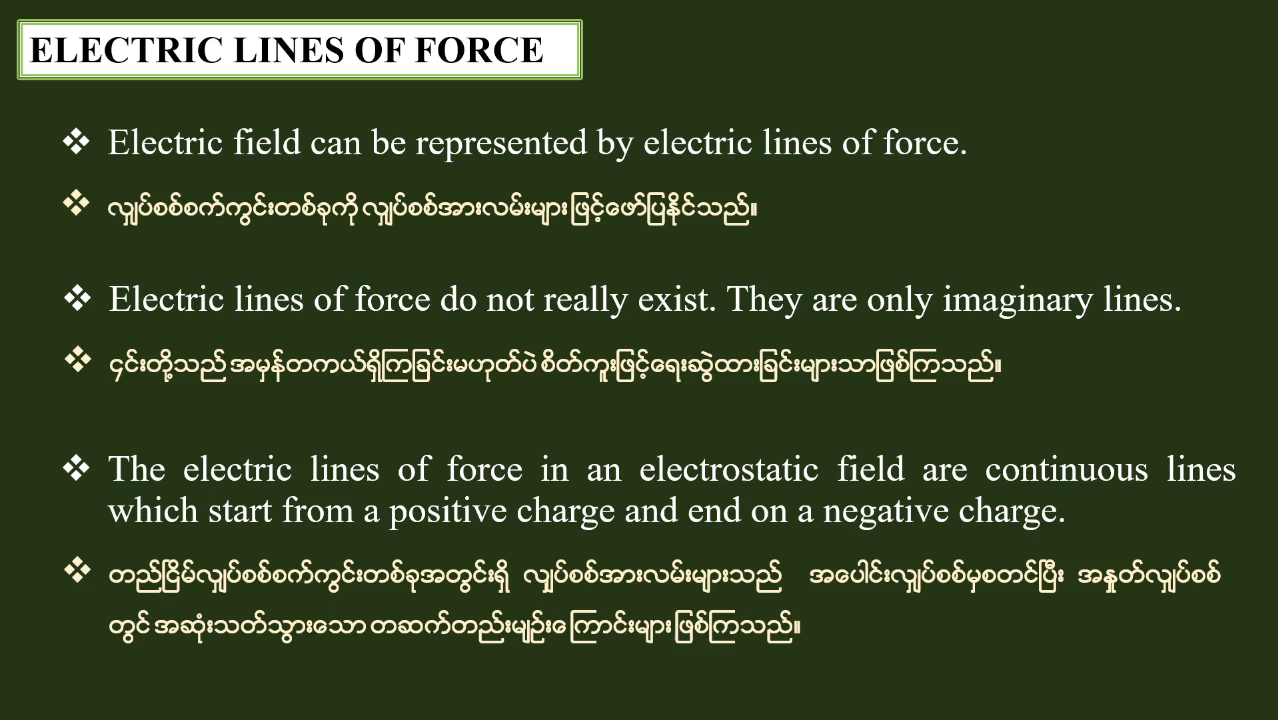 ELECTRIC LINES OF FORCE
❖ Electric field can be represented by electric lines of force.
❖ လျှပ်စစ်စက်ကွင်းတစ်ခုကို လျှပ်စစ်အားလမ်းများဖြင့်ဖော်ပြနိုင်သည်။
❖ Electric lines of force do not really exist. They are only imaginary lines.
❖ ၄င်းတို့သည် အမှန်တကယ်ရှိကြခြင်းမဟုတ်ပဲ စိတ်ကူးဖြင့်ရေးဆွဲထားခြင်းများသာဖြစ်ကြသည်။
❖ The electric lines of force in an electrostatic field are continuous lines
which start from a positive charge and end on a negative charge.
❖ တည်ငြိမ်လျှပ်စစ်စက်ကွင်းတစ်ခုအတွင်းရှိ လျှပ်စစ်အားလမ်းများသည် အပေါင်းလျှပ်စစ်မှစတင်ပြီး အနှုတ်လျှပ်စစ်
တွင် အဆုံးသတ်သွားသော တဆက်တည်းမျဉ်းကြောင်းများဖြစ်ကြသည်။